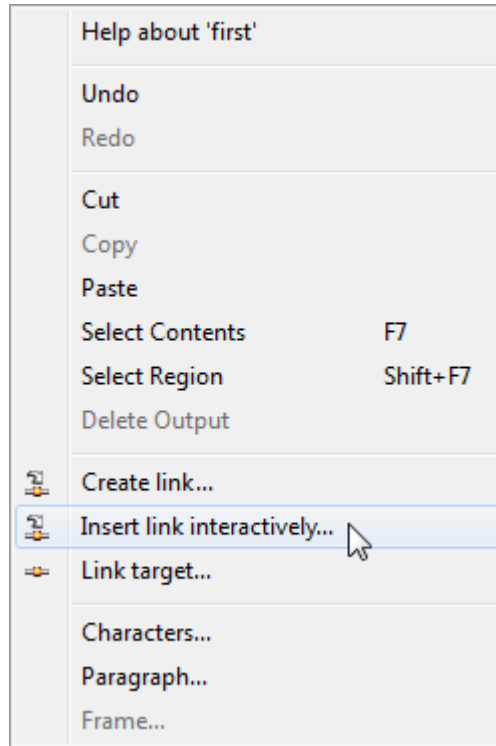 Help about 'first'
Undo
Redo
Cut
Copy
Paste
Select Contents F7
Select Region Shift+F7
Delete Output
Create link...
Insert link interactively...
Link target...
Characters...
Paragraph...
Frame...